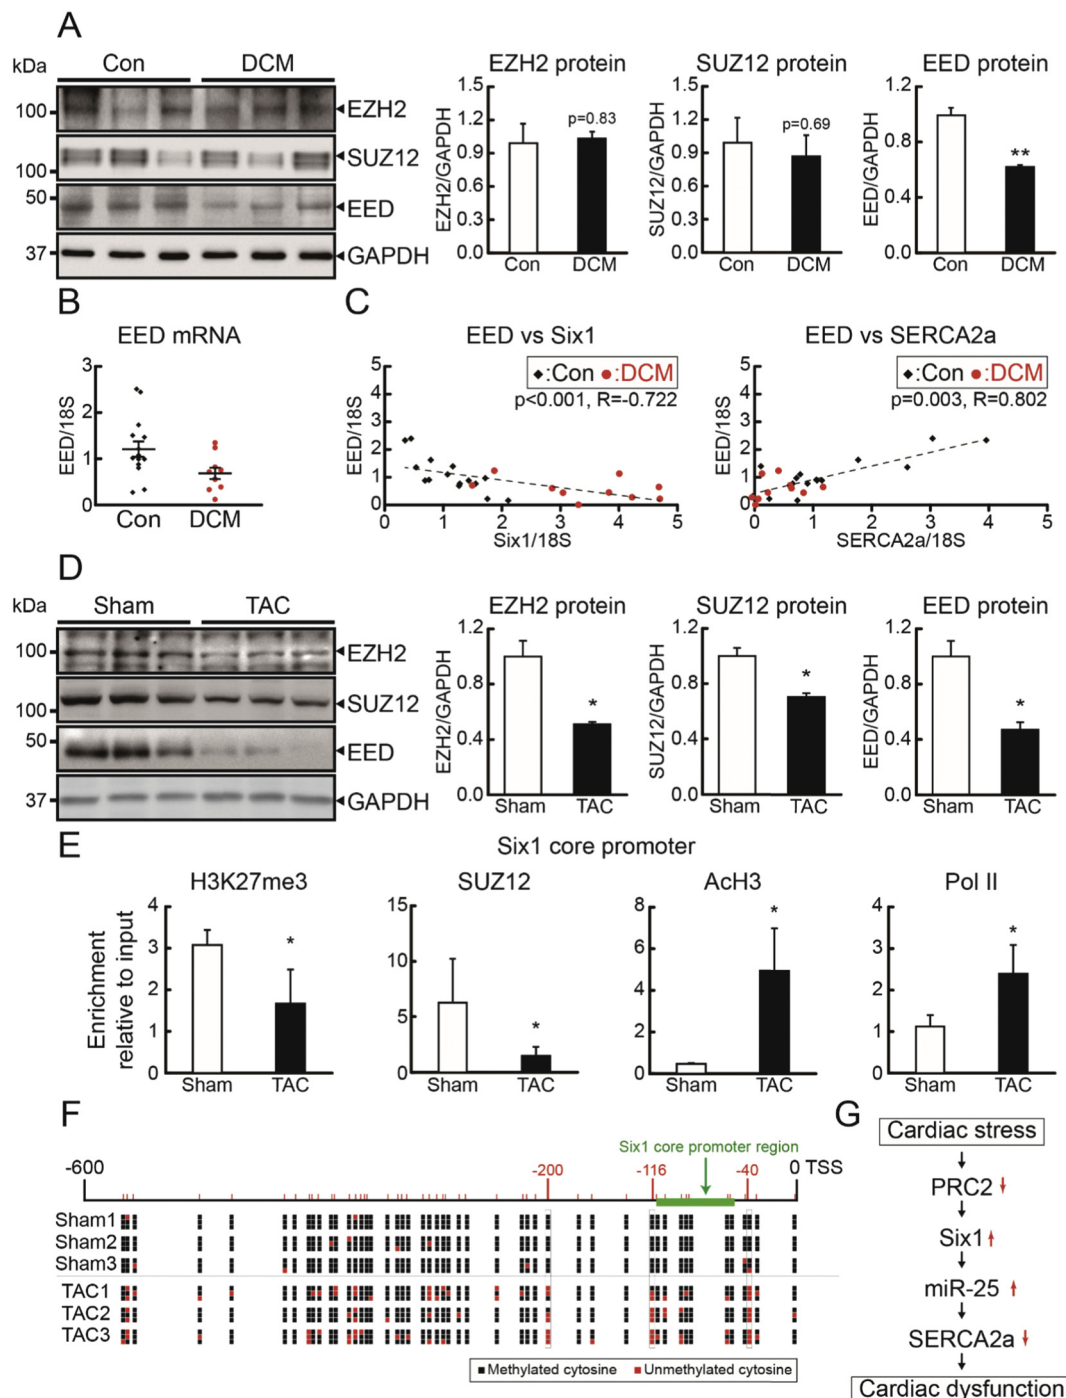 A
kDa
Con
DCM
100
EZH2
100
SUZ12
50
EED
37
GAPDH
EZH2 protein
EZH2/GAPDH
1.5
1.2
0.9
0.6
0.3
0.0
p=0.83
Con
DCM
SUZ12 protein
SUZ12/GAPDH
1.5
1.2
0.9
0.6
0.3
0.0
p=0.69
Con
DCM
EED protein
EED/GAPDH
1.2
0.8
0.4
0.0
**
Con
DCM
B
EED mRNA
EED/18S
3
2
1
0
Con
DCM
C
EED vs Six1
:Con :DCM
p<0.001, R=-0.722
EED/18S
5
4
3
2
1
0
0 1 2 3 4 5
Six1/18S
EED vs SERCA2a
:Con :DCM
p=0.003, R=0.802
EED/18S
5
4
3
2
1
0
0 1 2 3 4 5
SERCA2a/18S
D
kDa
Sham
TAC
100
EZH2
SUZ12
100
50
EED
37
GAPDH
EZH2 protein
EZH2/GAPDH
1.2
0.8
0.4
0.0
*
Sham
TAC
SUZ12 protein
SUZ12/GAPDH
1.2
0.8
0.4
0.0
*
Sham
TAC
EED protein
EED/GAPDH
1.2
0.8
0.4
0.0
*
Sham
TAC
E
Six1 core promoter
Enrichment
relative to input
H3K27me3
4
3
2
1
0
*
Sham
TAC
SUZ12
15
10
5
0
*
Sham
TAC
AcH3
8
6
4
2
0
*
Sham
TAC
Pol II
4
3
2
1
0
*
Sham
TAC
F
Six1 core promoter region
-600
-200
-116
-40
0 TSS
Sham1
Sham2
Sham3
TAC1
TAC2
TAC3
Methylated cytosine Unmethylated cytosine
G
Cardiac stress
PRC2
Six1
miR-25
SERCA2a
Cardiac dysfunction